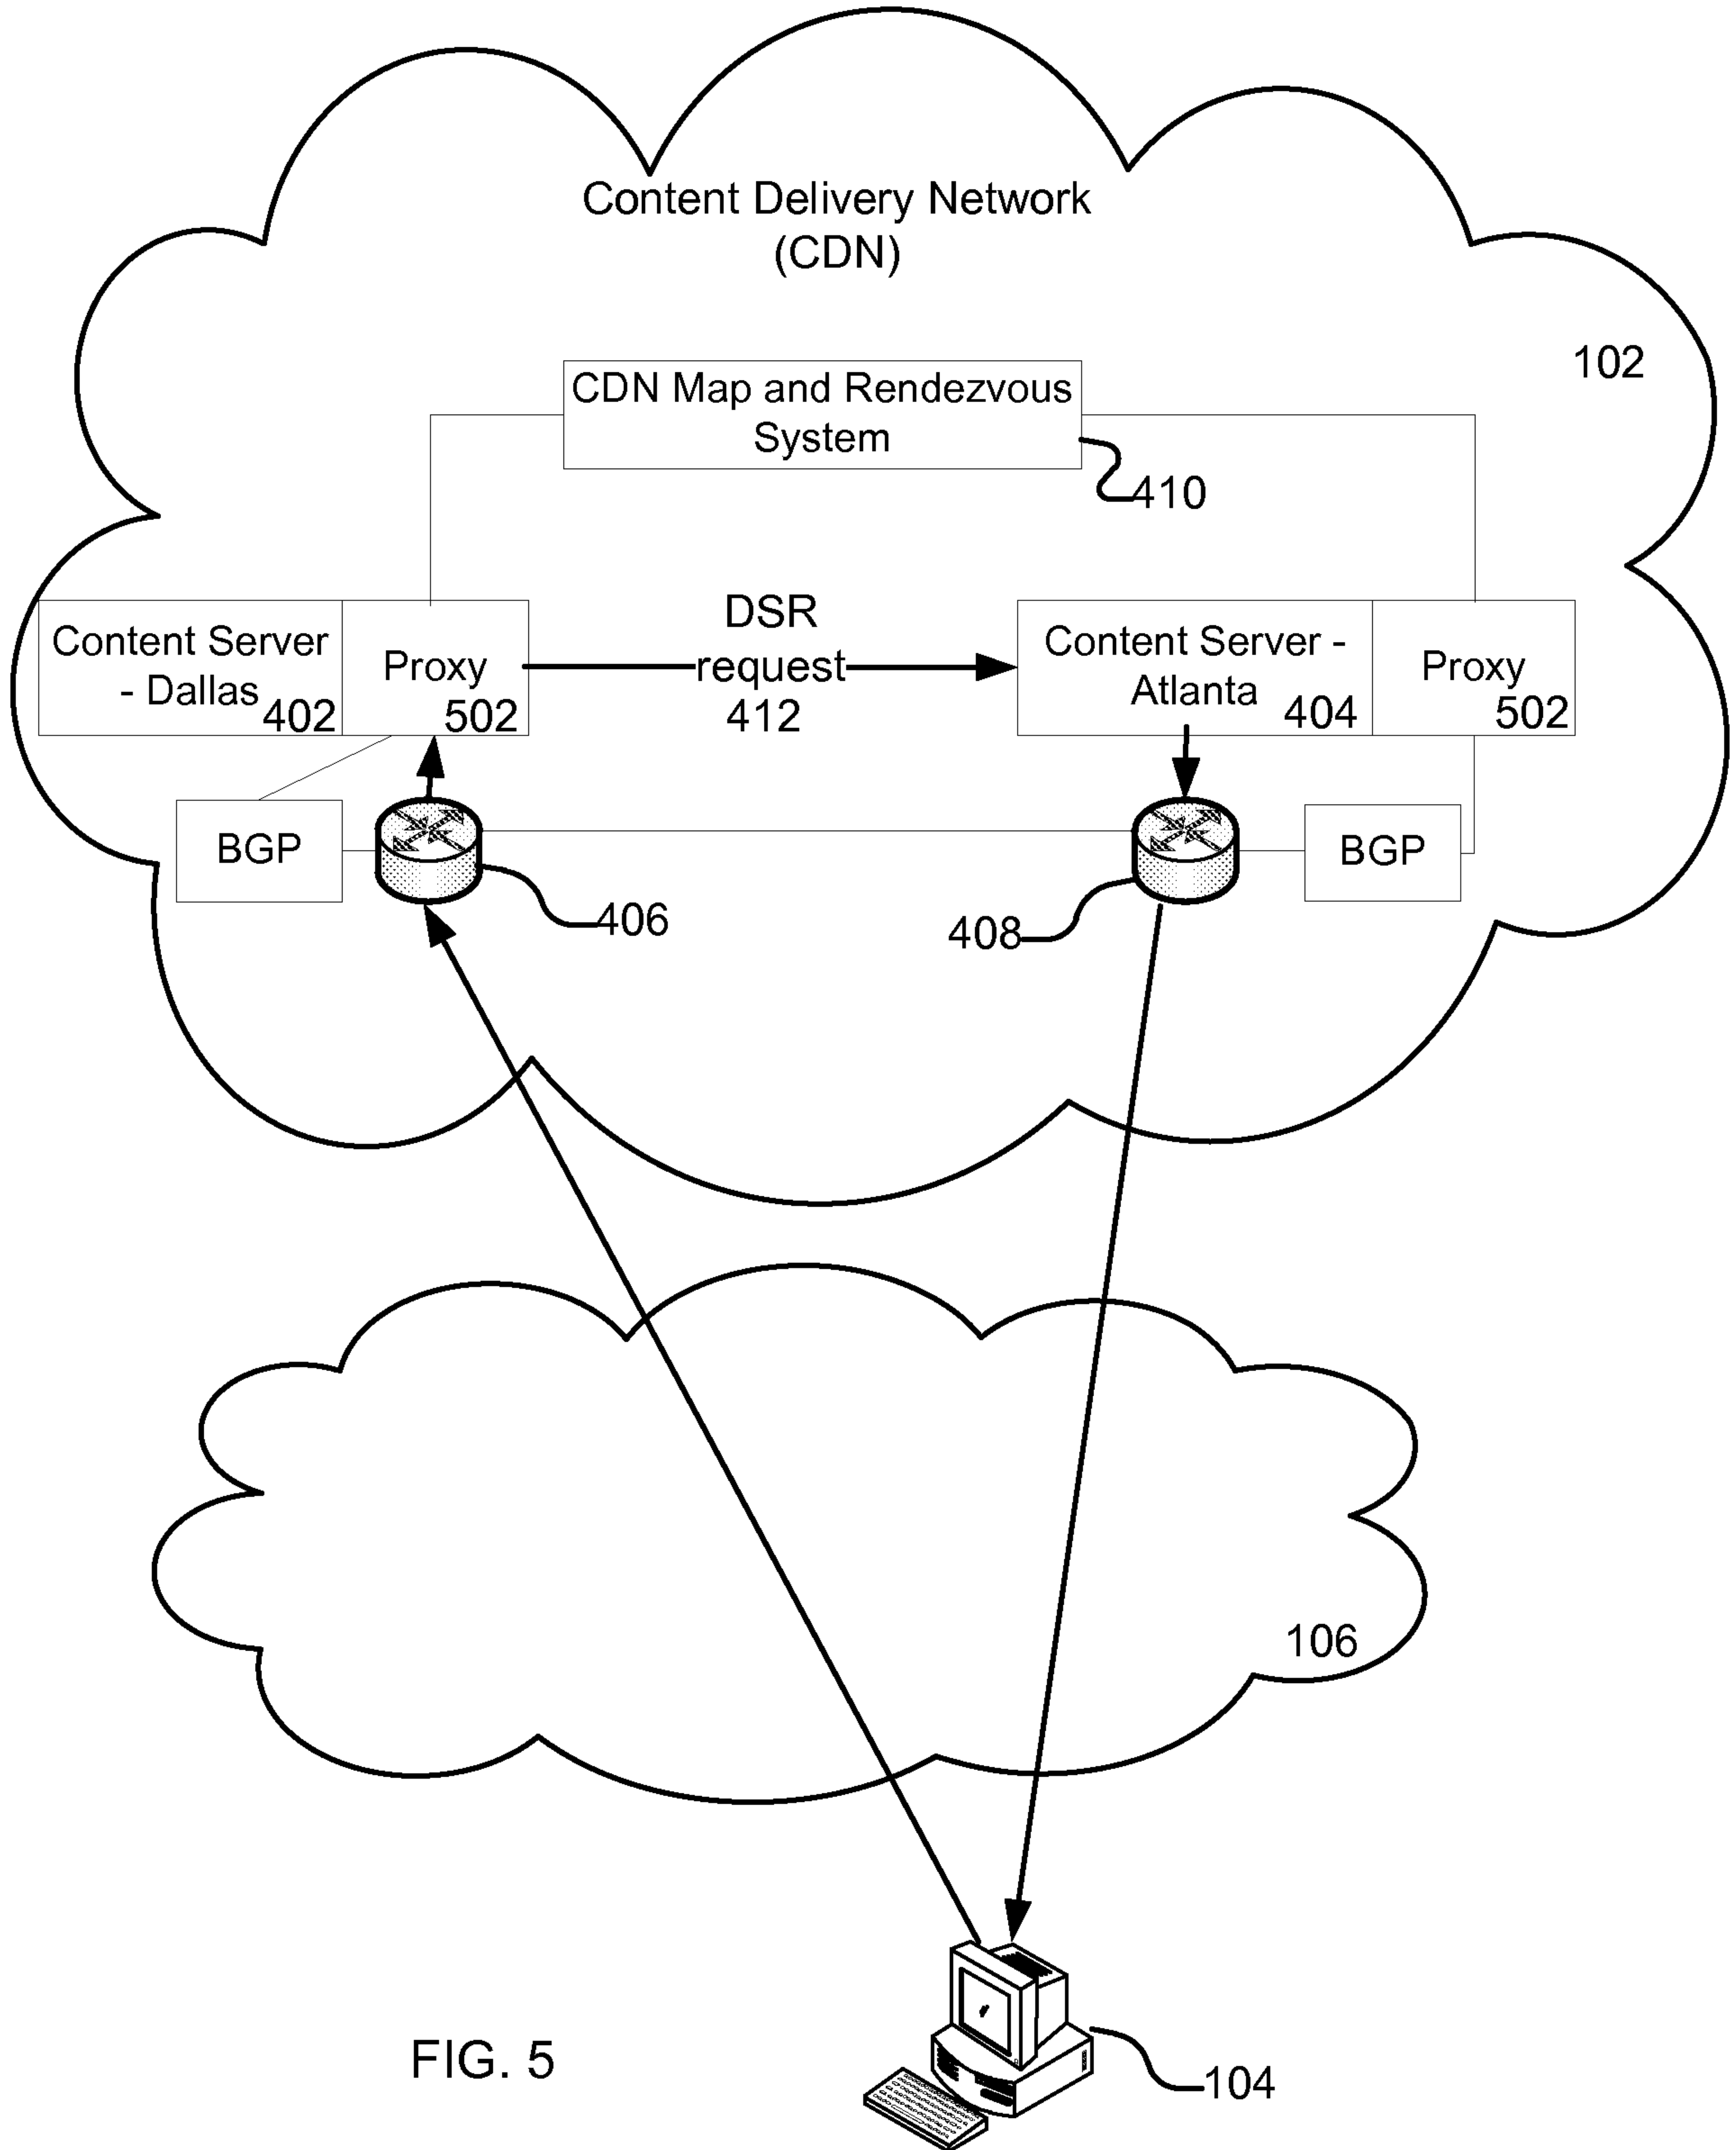 Content Delivery Network
(CDN)
102
CDN Map and Rendezvous
System
410
Content Server
- Dallas
402
Proxy
502
DSR
request
412
Content Server -
Atlanta
404
Proxy
502
BGP
BGP
406
408
106
FIG. 5
104